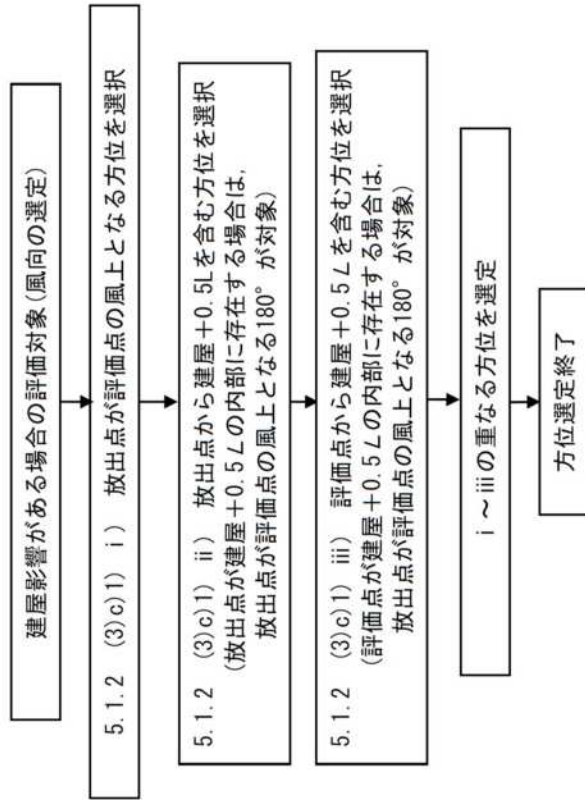 建屋影響がある場合の評価対象(風向の選定)
5.1.2 (3)c)1) ⅰ) 放出点が評価点の風上となる方位を選択
5.1.2 (3)c)1) ⅱ) 放出点から建屋＋0.5Lを含む方位を選択
(放出点が建屋＋0.5Lの内部に存在する場合は,
放出点が評価点の風上となる180°が対象)
5.1.2 (3)c)1) ⅲ) 評価点から建屋＋0.5Lを含む方位を選択
(評価点が建屋＋0.5Lの内部に存在する場合は,
放出点が評価点の風上となる180°が対象)
ⅰ～ⅲの重なる方位を選定
方位選定終了